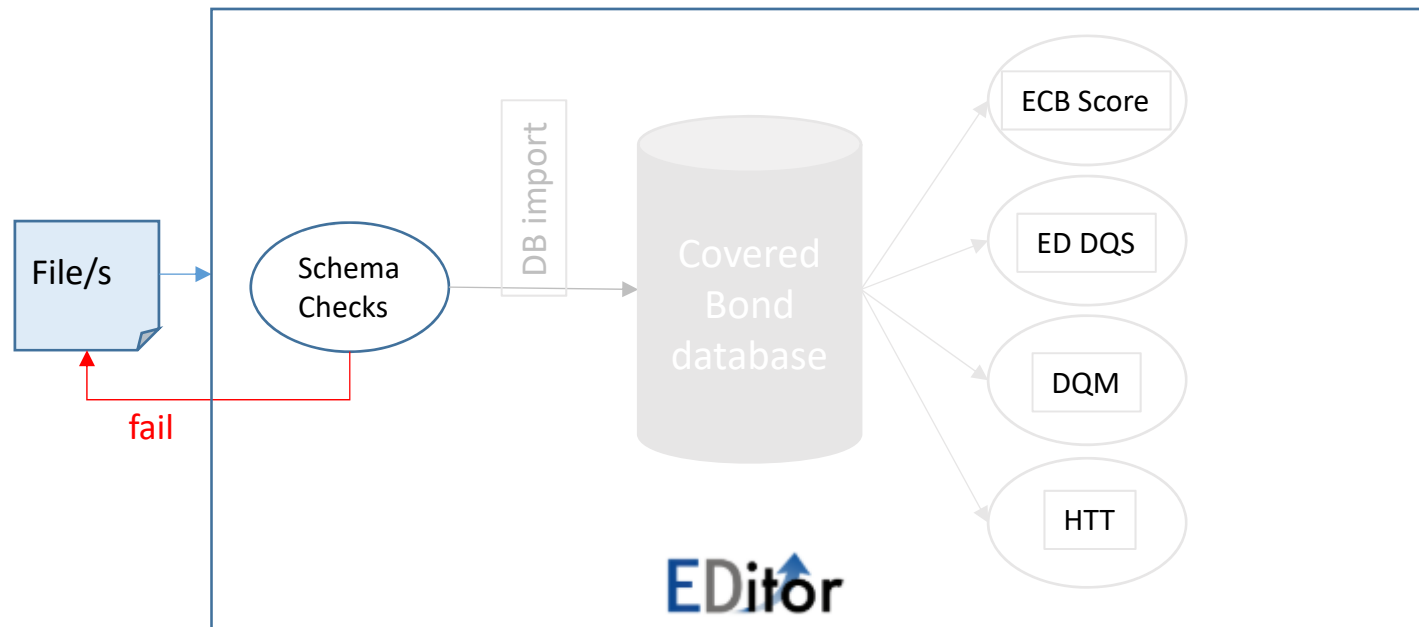 File/s
fail
Schema
Checks
DB import
Covered
Bond
database
ECB Score
ED DQS
DQM
HTT
EDitor